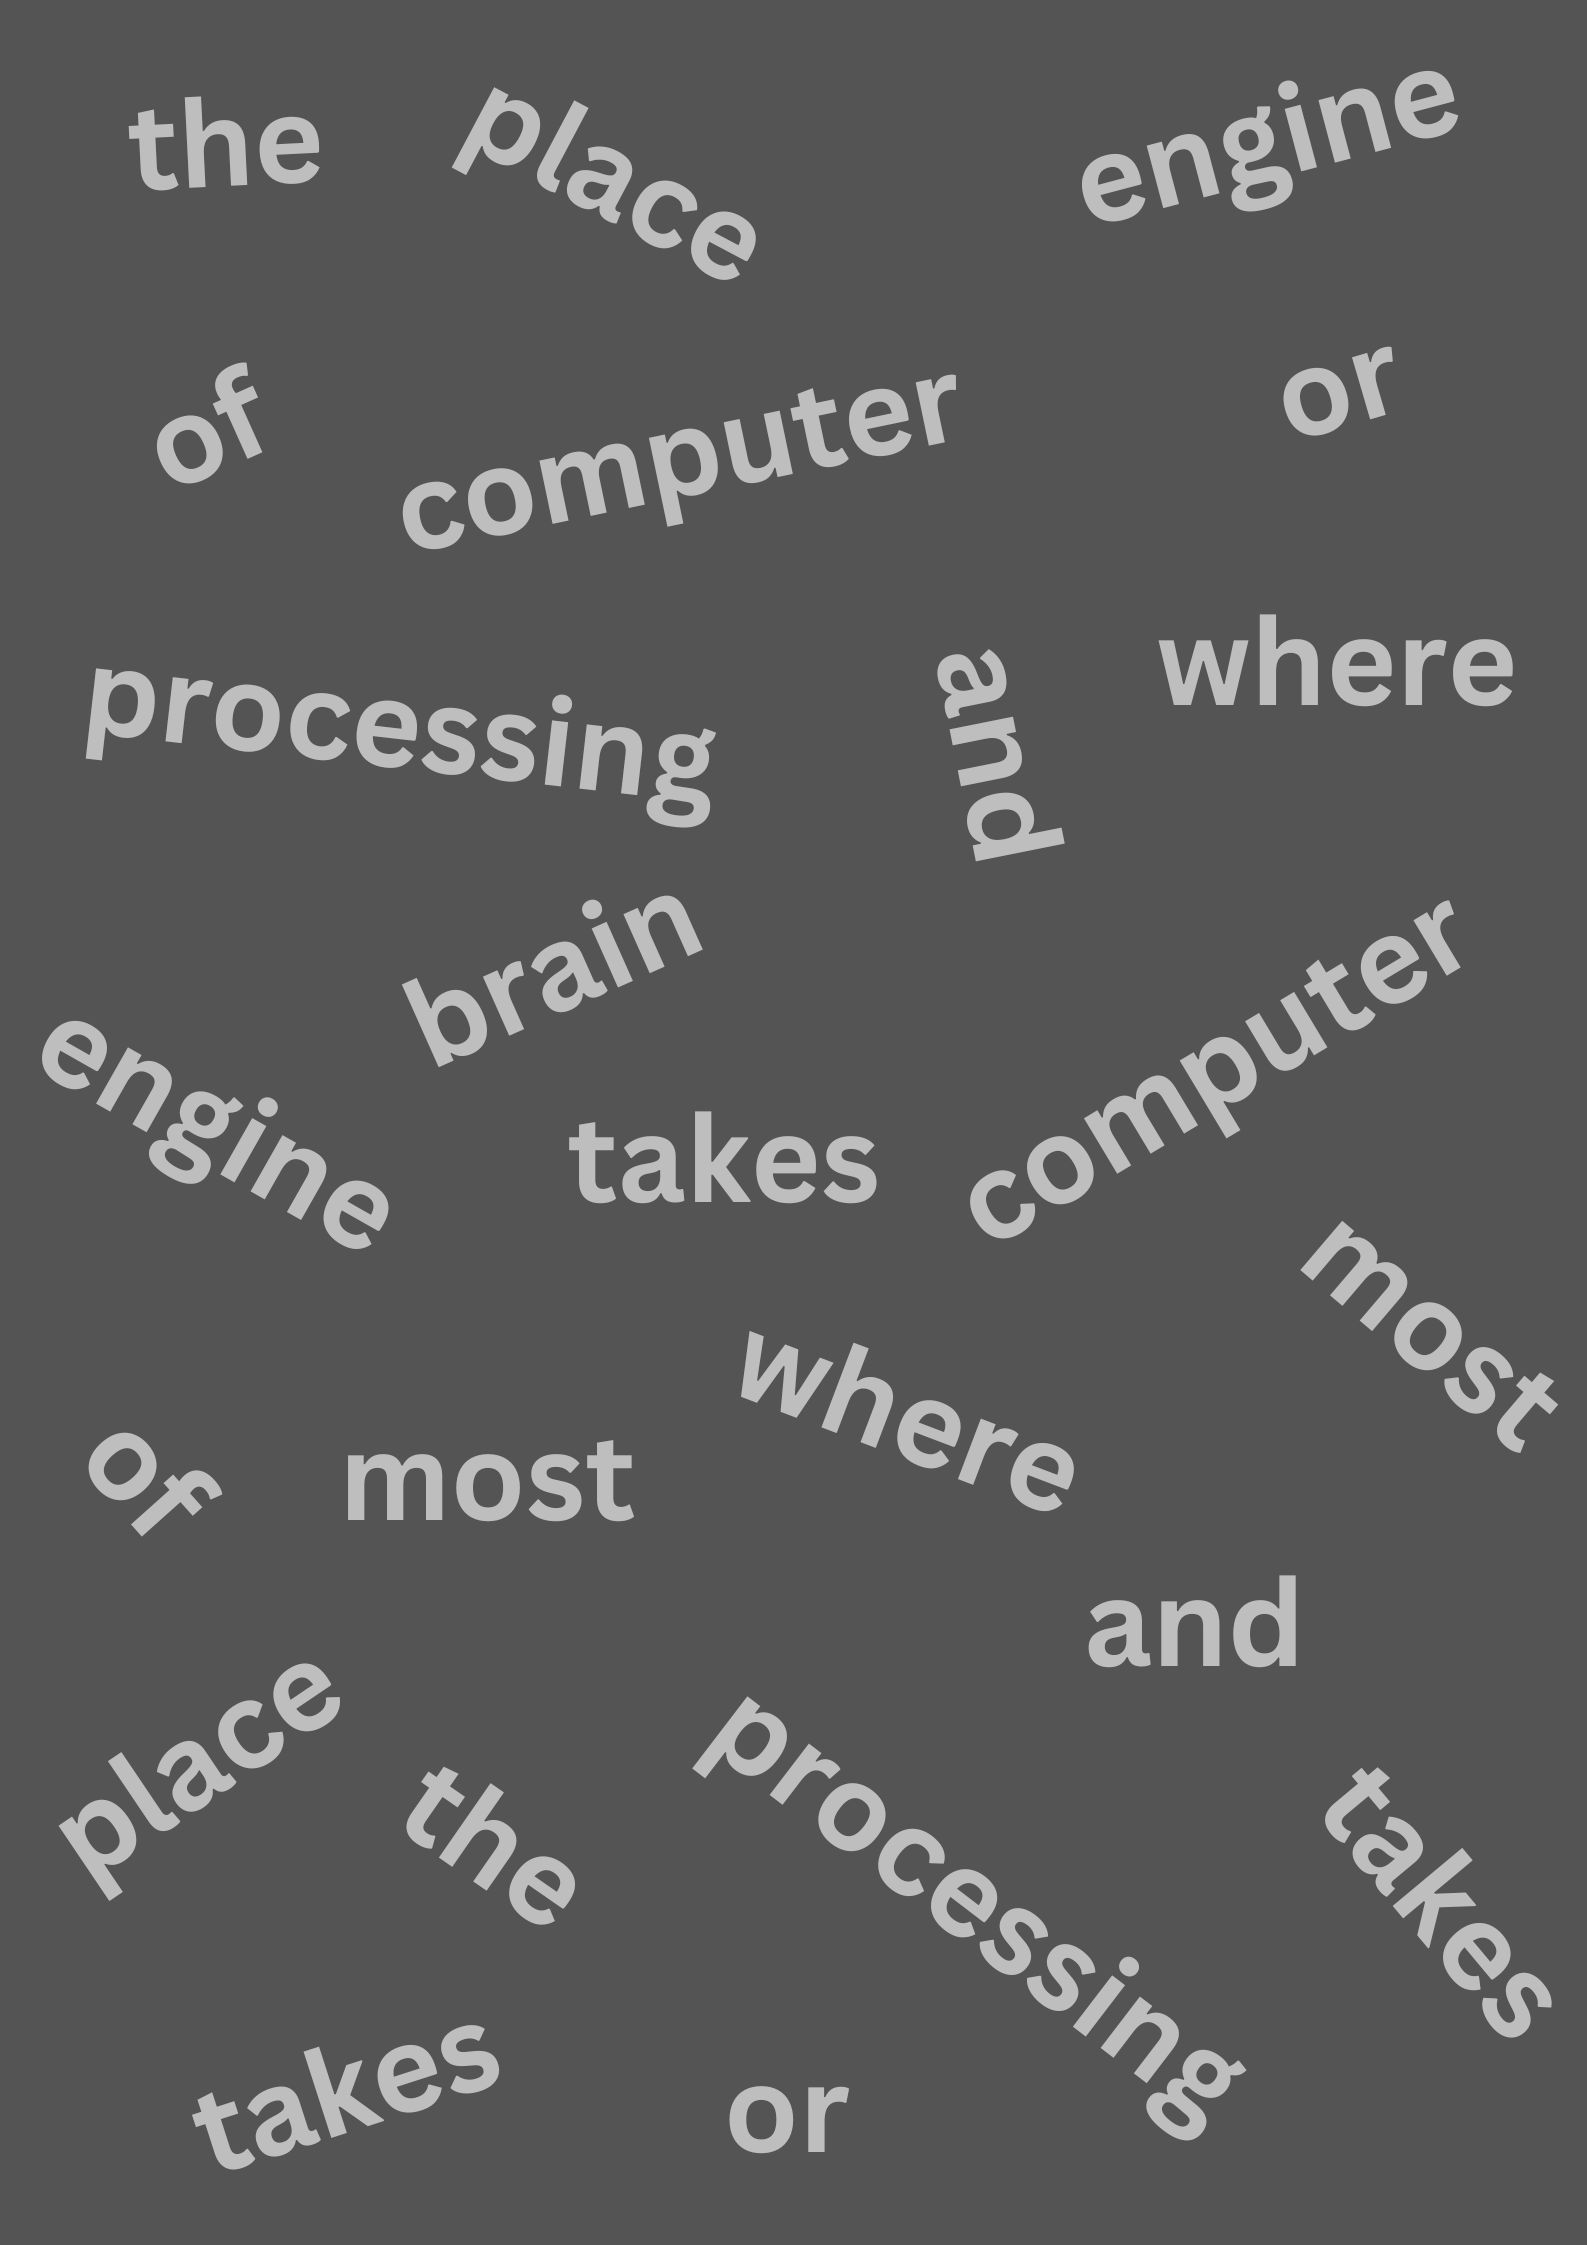 the place engine
of computer or
processing and where
brain computer
engine takes
most
where
of most
and
place the processing takes
takes or